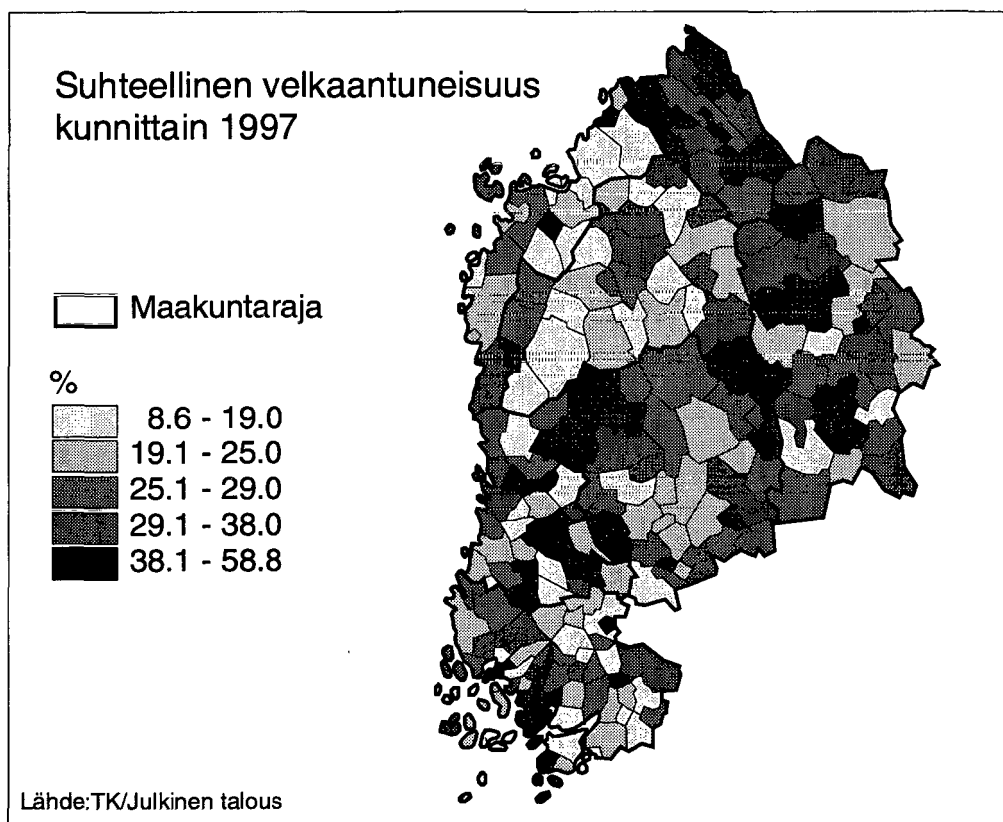 Suhteellinen velkaantuneisuus
kunnittain 1997
Maakuntaraja
%
8.6 - 19.0
19.1 - 25.0
25.1 - 29.0
29.1 - 38.0
38.1 - 58.8
Lähde:TK/Julkinen talous